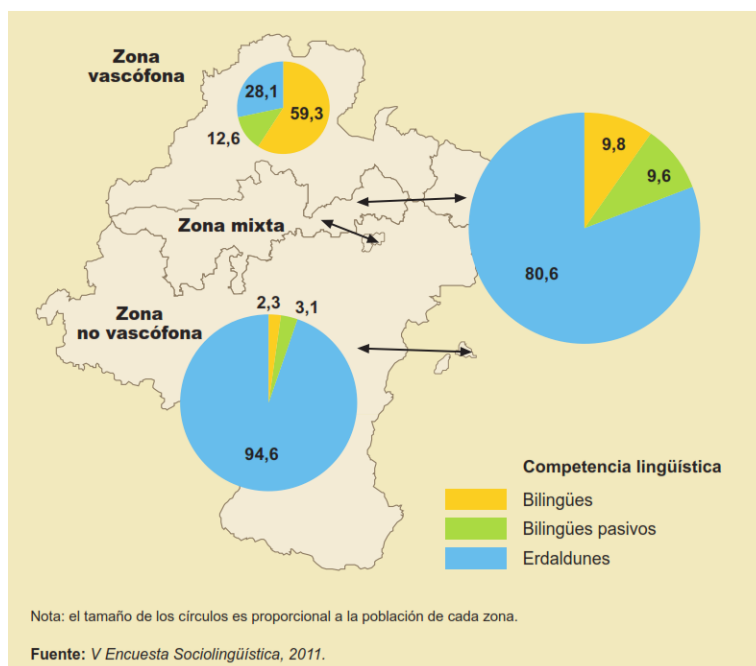 Zona
vascófona
28,1
59,3
12,6
9,8
9,6
80,6
Zona mixta
Zona
no vascófona
2,3
3,1
94,6
Competencia lingüística
Bilingües
Bilingües pasivos
Erdaldunes
Nota: el tamaño de los círculos es proporcional a la población de cada zona.
Fuente: V Encuesta Sociolingüística, 2011.